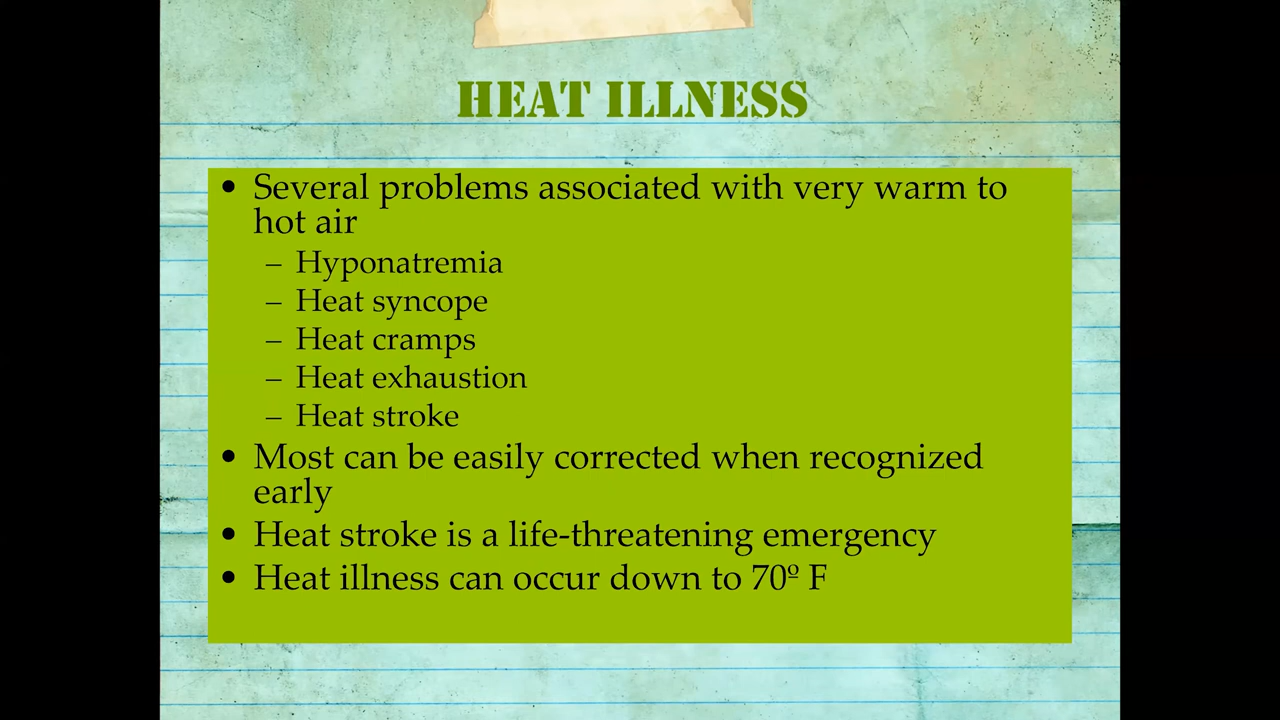 HEAT ILLNESS
• Several problems associated with very warm to
hot air
– Hyponatremia
– Heat syncope
– Heat cramps
– Heat exhaustion
– Heat stroke
• Most can be easily corrected when recognized
early
• Heat stroke is a life-threatening emergency
• Heat illness can occur down to 70º F